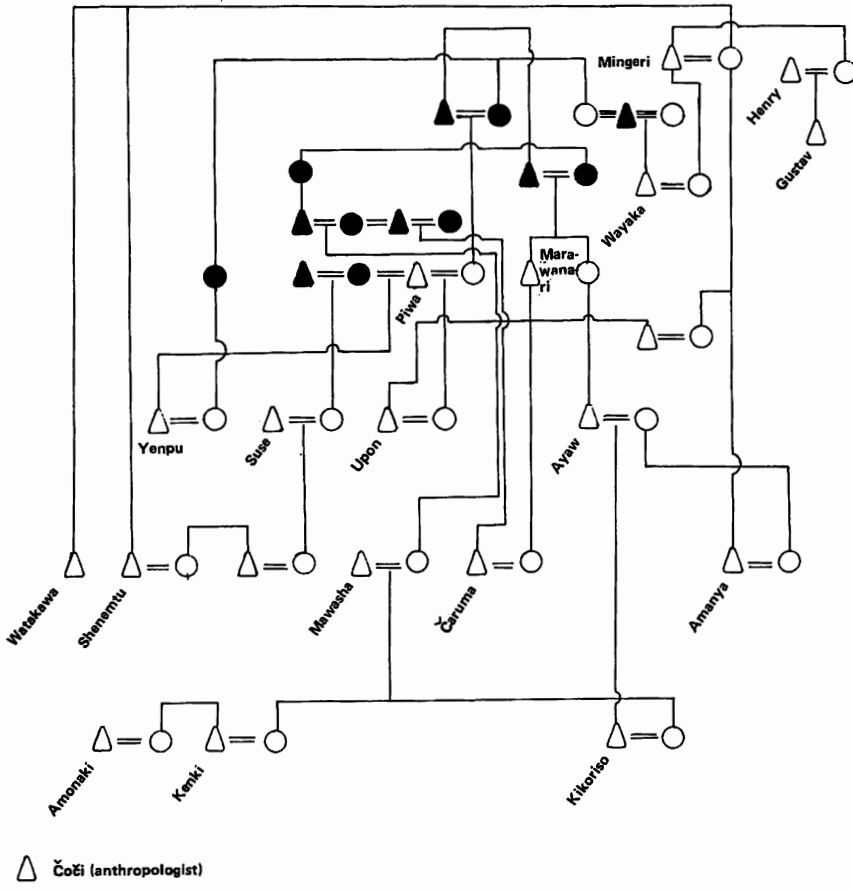 Mingeri
Henry
Gustav
Wayaka
Mara-
wana-
ri
Piwa
Yenpu
Suse
Upon
Ayaw
Watakawa
Shenemtu
Mawasha
Čaruma
Amanya
Amonaki
Kenki
Kikoriso
Čoči (anthropologist)